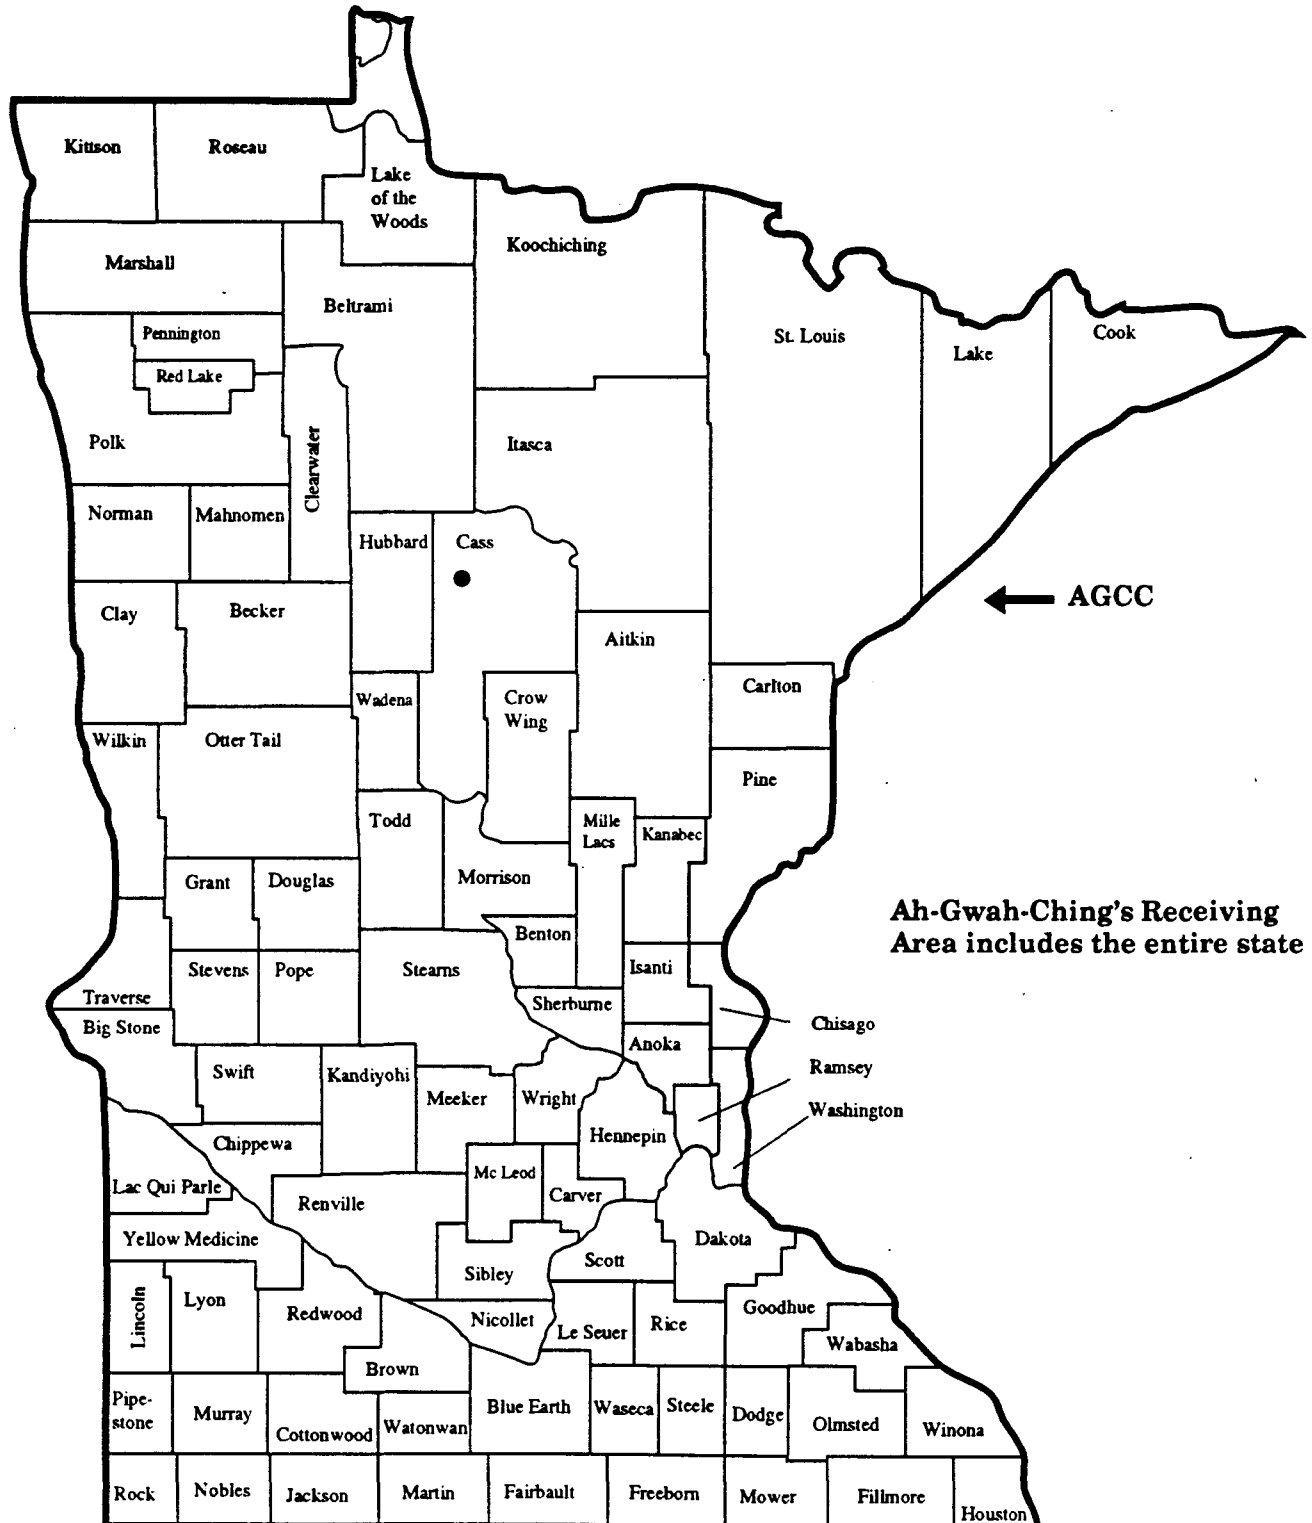 Kittson
Roseau
Lake
of the
Woods
Koochiching
Marshall
Beltrami
St. Louis
Lake
Cook
Pennington
Red Lake
Polk
Clearwater
Itasca
Norman
Mahnomen
Hubbard
Cass
Clay
Becker
AGCC
Aitkin
Wadena
Crow
Wing
Carlton
Wilkin
Otter Tail
Pine
Todd
Mille
Lacs
Kanabec
Grant
Douglas
Morrison
Ah-Gwah-Ching's Receiving
Area includes the entire state
Benton
Stevens
Pope
Stearns
Isanti
Traverse
Big Stone
Sherburne
Chisago
Anoka
Swift
Kandiyohi
Ramsey
Meeker
Wright
Washington
Chippewa
Hennepin
Lac Qui Parle
Mc Leod
Carver
Renville
Yellow Medicine
Dakota
Scott
Sibley
Lincoln
Lyon
Redwood
Nicollet
Le Seuer
Rice
Goodhue
Wabasha
Brown
Pipe-
stone
Murray
Cottonwood
Watonwan
Blue Earth
Waseca
Steele
Dodge
Olmsted
Winona
Rock
Nobles
Jackson
Martin
Fairbault
Freeborn
Mower
Fillmore
Houston